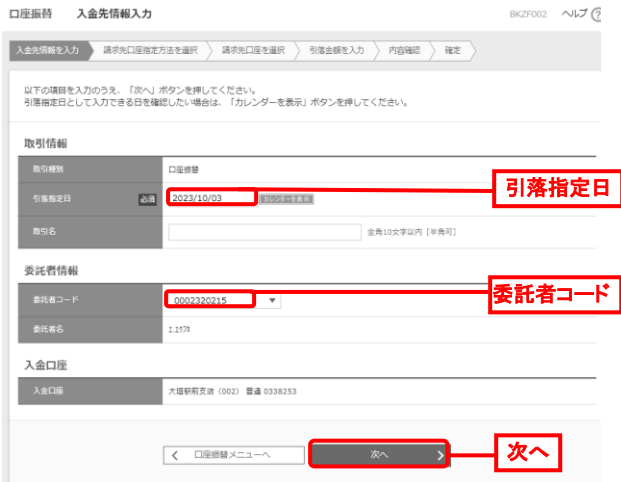 口座振替 入金先情報入力 BKZF002 ヘルプ ?
入金先情報を入力 請求先口座指定方法を選択 請求先口座を選択 引落金額を入力 内容確認 確定
以下の項目を入力のうえ、「次へ」ボタンを押してください。
引落指定日として入力できる日を確認したい場合は、「カレンダーを表示」ボタンを押してください。
取引情報
取引種別 口座振替
引落指定日 必須 2023/10/03 カレンダーを表示 引落指定日
取引名 全角10文字以内 [半角可]
委託者情報
委託者コード 0002320215 ▼ 委託者コード
委託者名
入金口座
入金口座 大垣駅前支店 (002) 普通 0338253
口座振替メニューへ 次へ 次へ